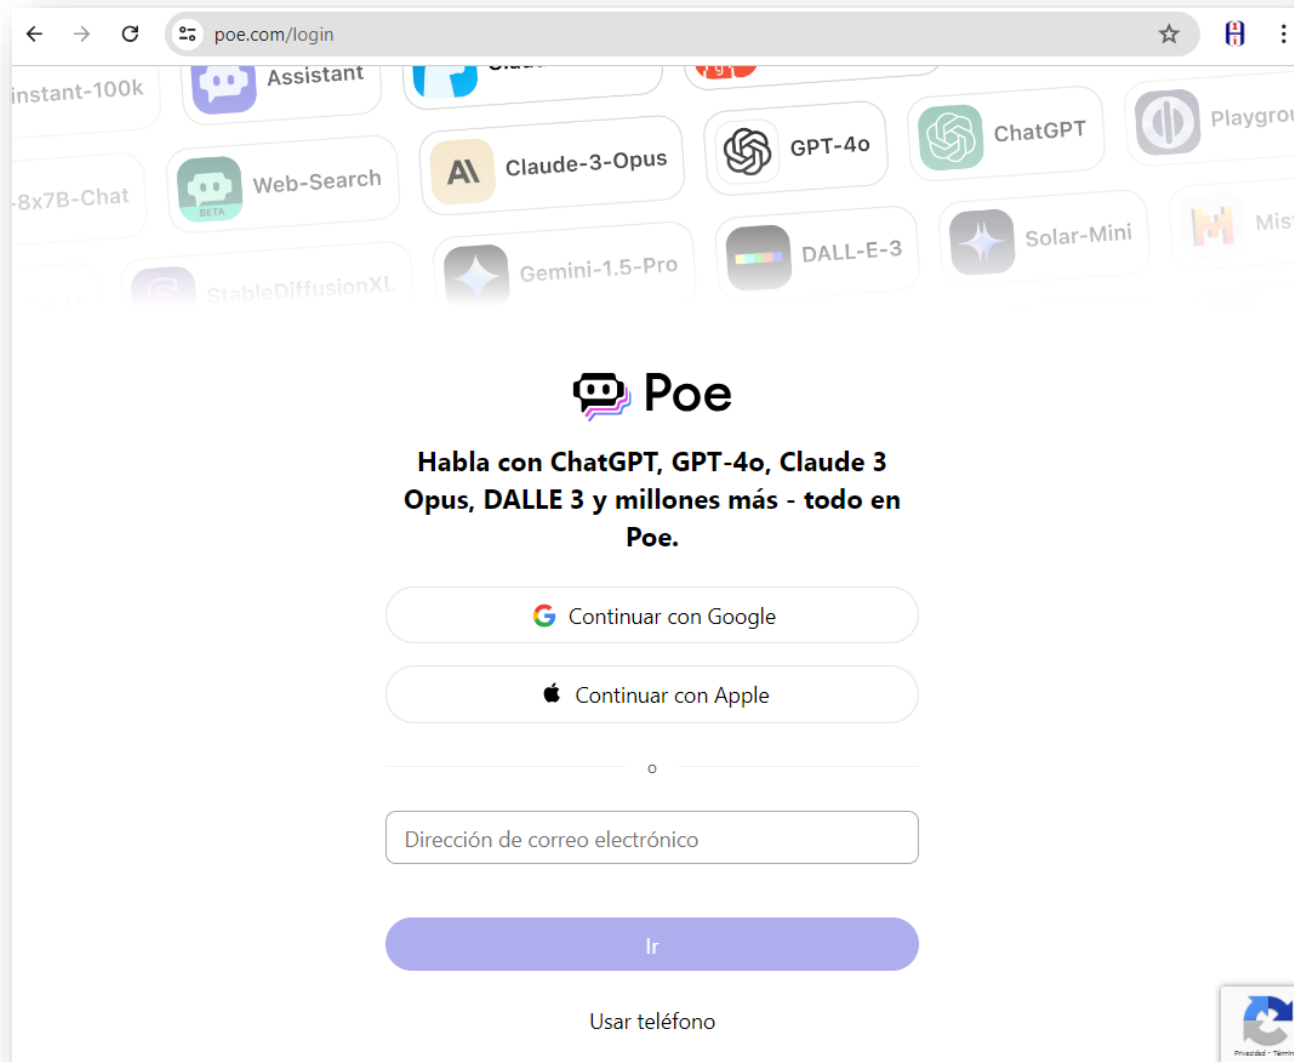 poe.com/login
instant-100k
Assistant
-8x7B-Chat
Web-Search
BETA
Claude-3-Opus
GPT-4o
ChatGPT
StableDiffusionXL
Gemini-1.5-Pro
DALL-E-3
Solar-Mini
Poe
Habla con ChatGPT, GPT-4o, Claude 3
Opus, DALLE 3 y millones más - todo en
Poe.
Continuar con Google
Continuar con Apple
o
Dirección de correo electrónico
Ir
Usar teléfono